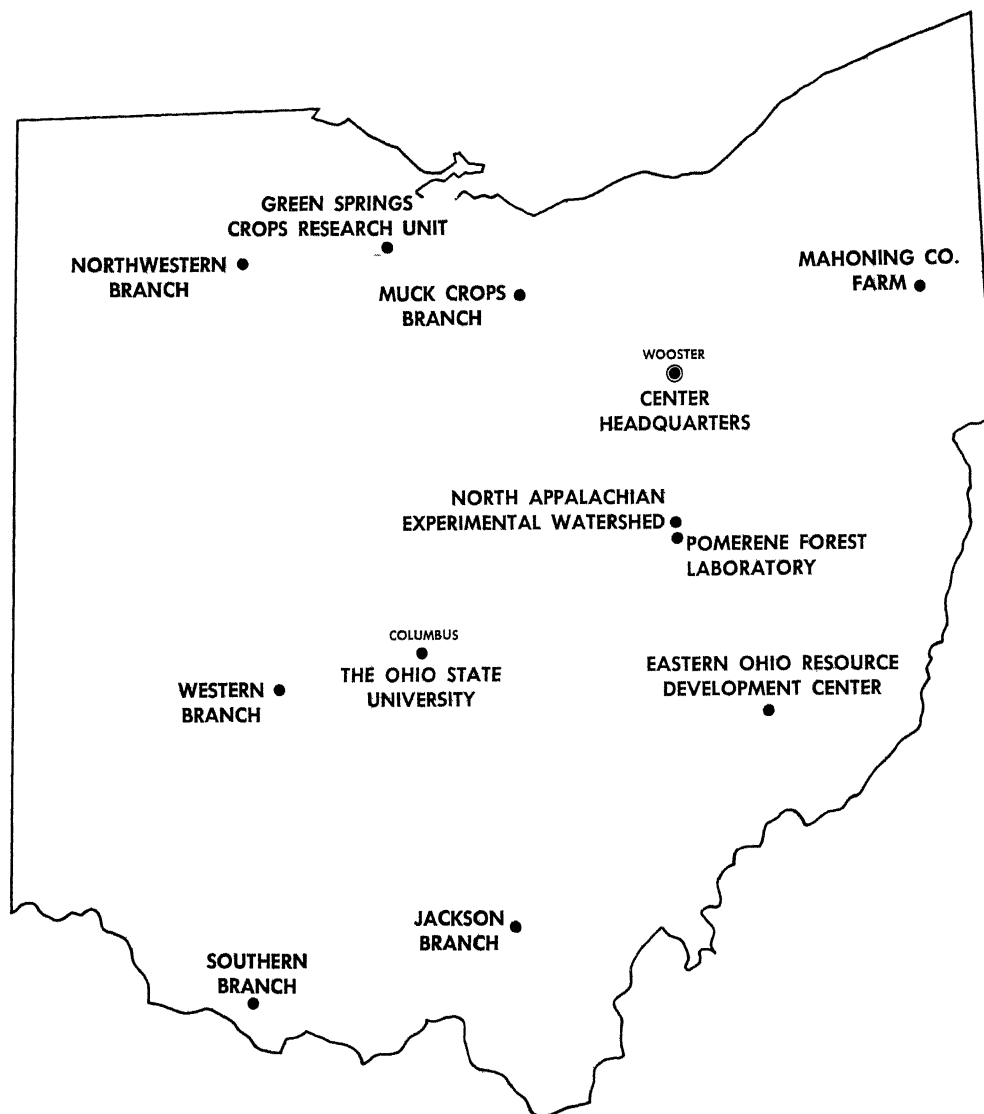 GREEN SPRINGS
CROPS RESEARCH UNIT
NORTHWESTERN
BRANCH
MUCK CROPS
BRANCH
MAHONING CO.
FARM
WOOSTER
CENTER
HEADQUARTERS
NORTH APPALACHIAN
EXPERIMENTAL WATERSHED
POMERENE FOREST
LABORATORY
COLUMBUS
THE OHIO STATE
UNIVERSITY
EASTERN OHIO RESOURCE
DEVELOPMENT CENTER
WESTERN
BRANCH
JACKSON
BRANCH
SOUTHERN
BRANCH